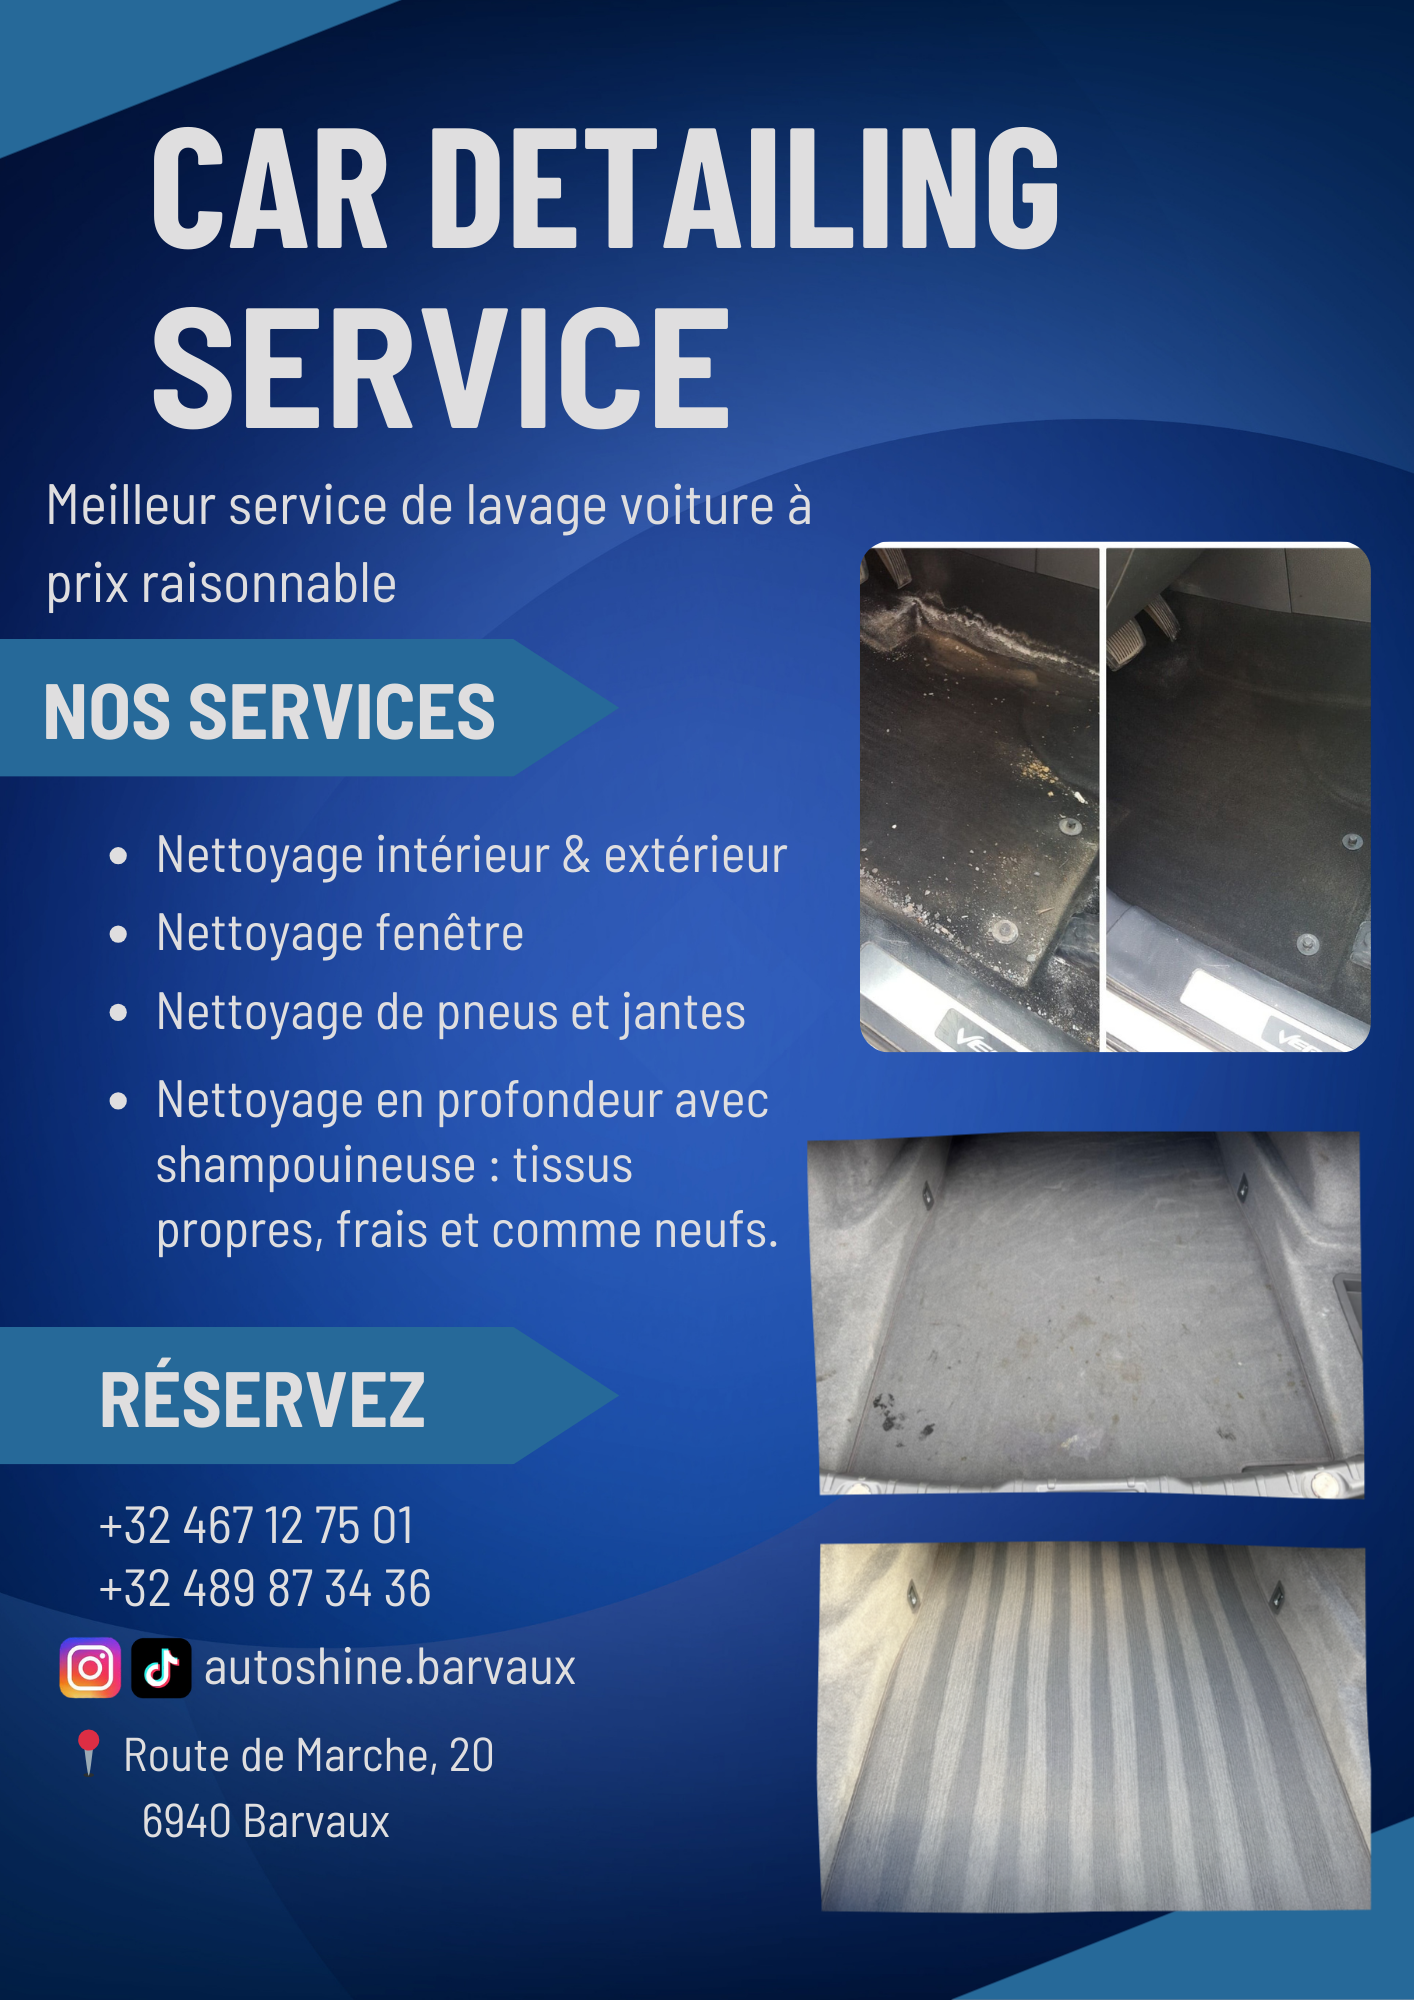 CAR DETAILING
SERVICE
Meilleur service de lavage voiture à
prix raisonnable
NOS SERVICES
• Nettoyage intérieur & extérieur
• Nettoyage fenêtre
• Nettoyage de pneus et jantes
• Nettoyage en profondeur avec
shampouineuse : tissus
propres, frais et comme neufs.
RÉSERVEZ
+32 467 12 75 01
+32 489 87 34 36
autoshine.barvaux
Route de Marche, 20
6940 Barvaux